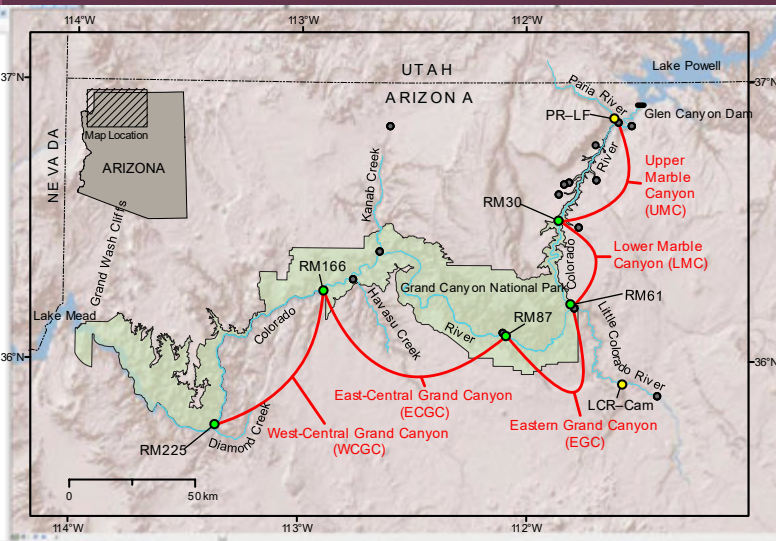 114°W
113°W
112°W
37°N
37°N
UTAH
ARIZONA
Lake Powell
Paria River
PR–LF
Glen Canyon Dam
NEVADA
Map Location
ARIZONA
Grand Wash Cliffs
Kanab Creek
River
Upper
Marble
Canyon
(UMC)
RM30
Colorado
Lower Marble
Canyon (LMC)
RM166
Grand Canyon National Park
RM61
Lake Mead
Colorado
Havasu Creek
River
RM87
Little Colorado River
36°N
36°N
East-Central Grand Canyon
(ECGC)
LCR–Cam
West-Central Grand Canyon
(WCGC)
Eastern Grand Canyon
(EGC)
RM225
Diamond Creek
0
50 km
114°W
113°W
112°W